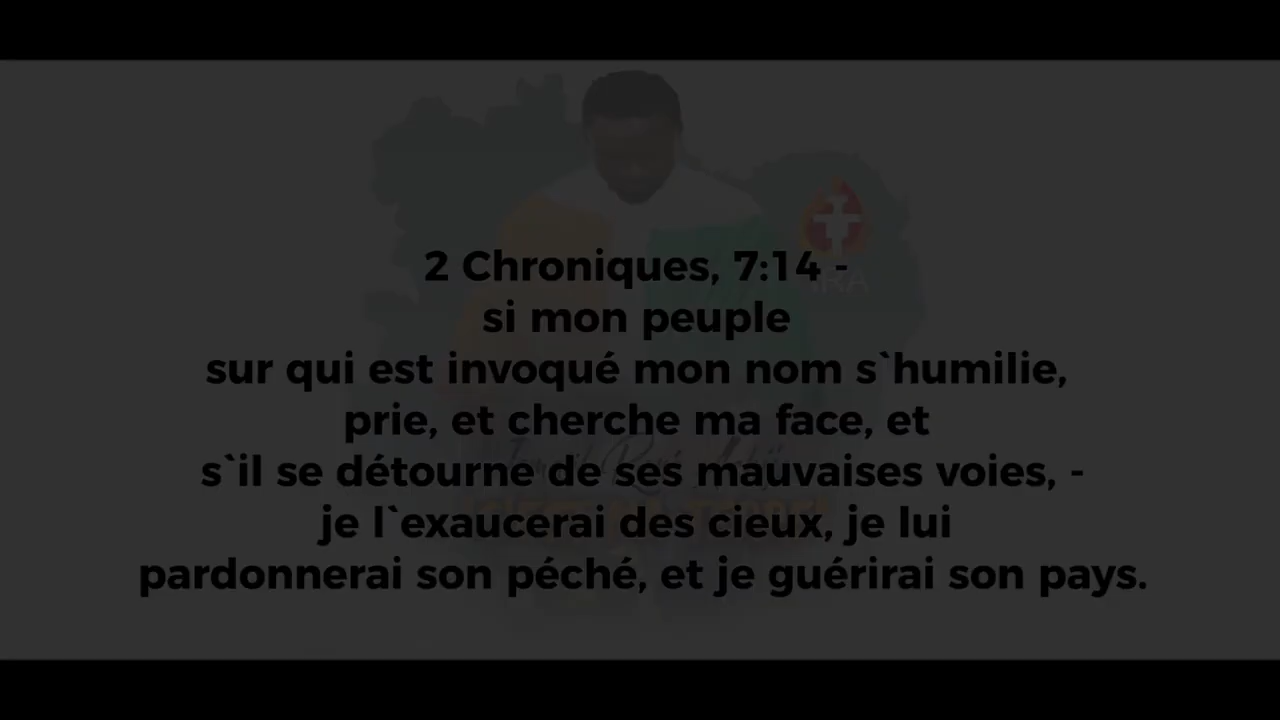 2 Chroniques, 7:14 -
RA
si mon peuple
sur qui est invoqué mon nom s`humilie,
prie, et cherche ma face, et
s`il se détourne de ses mauvaises voies, -
je l`exaucerai des cieux, je lui
pardonnerai son péché, et je guérirai son pays.